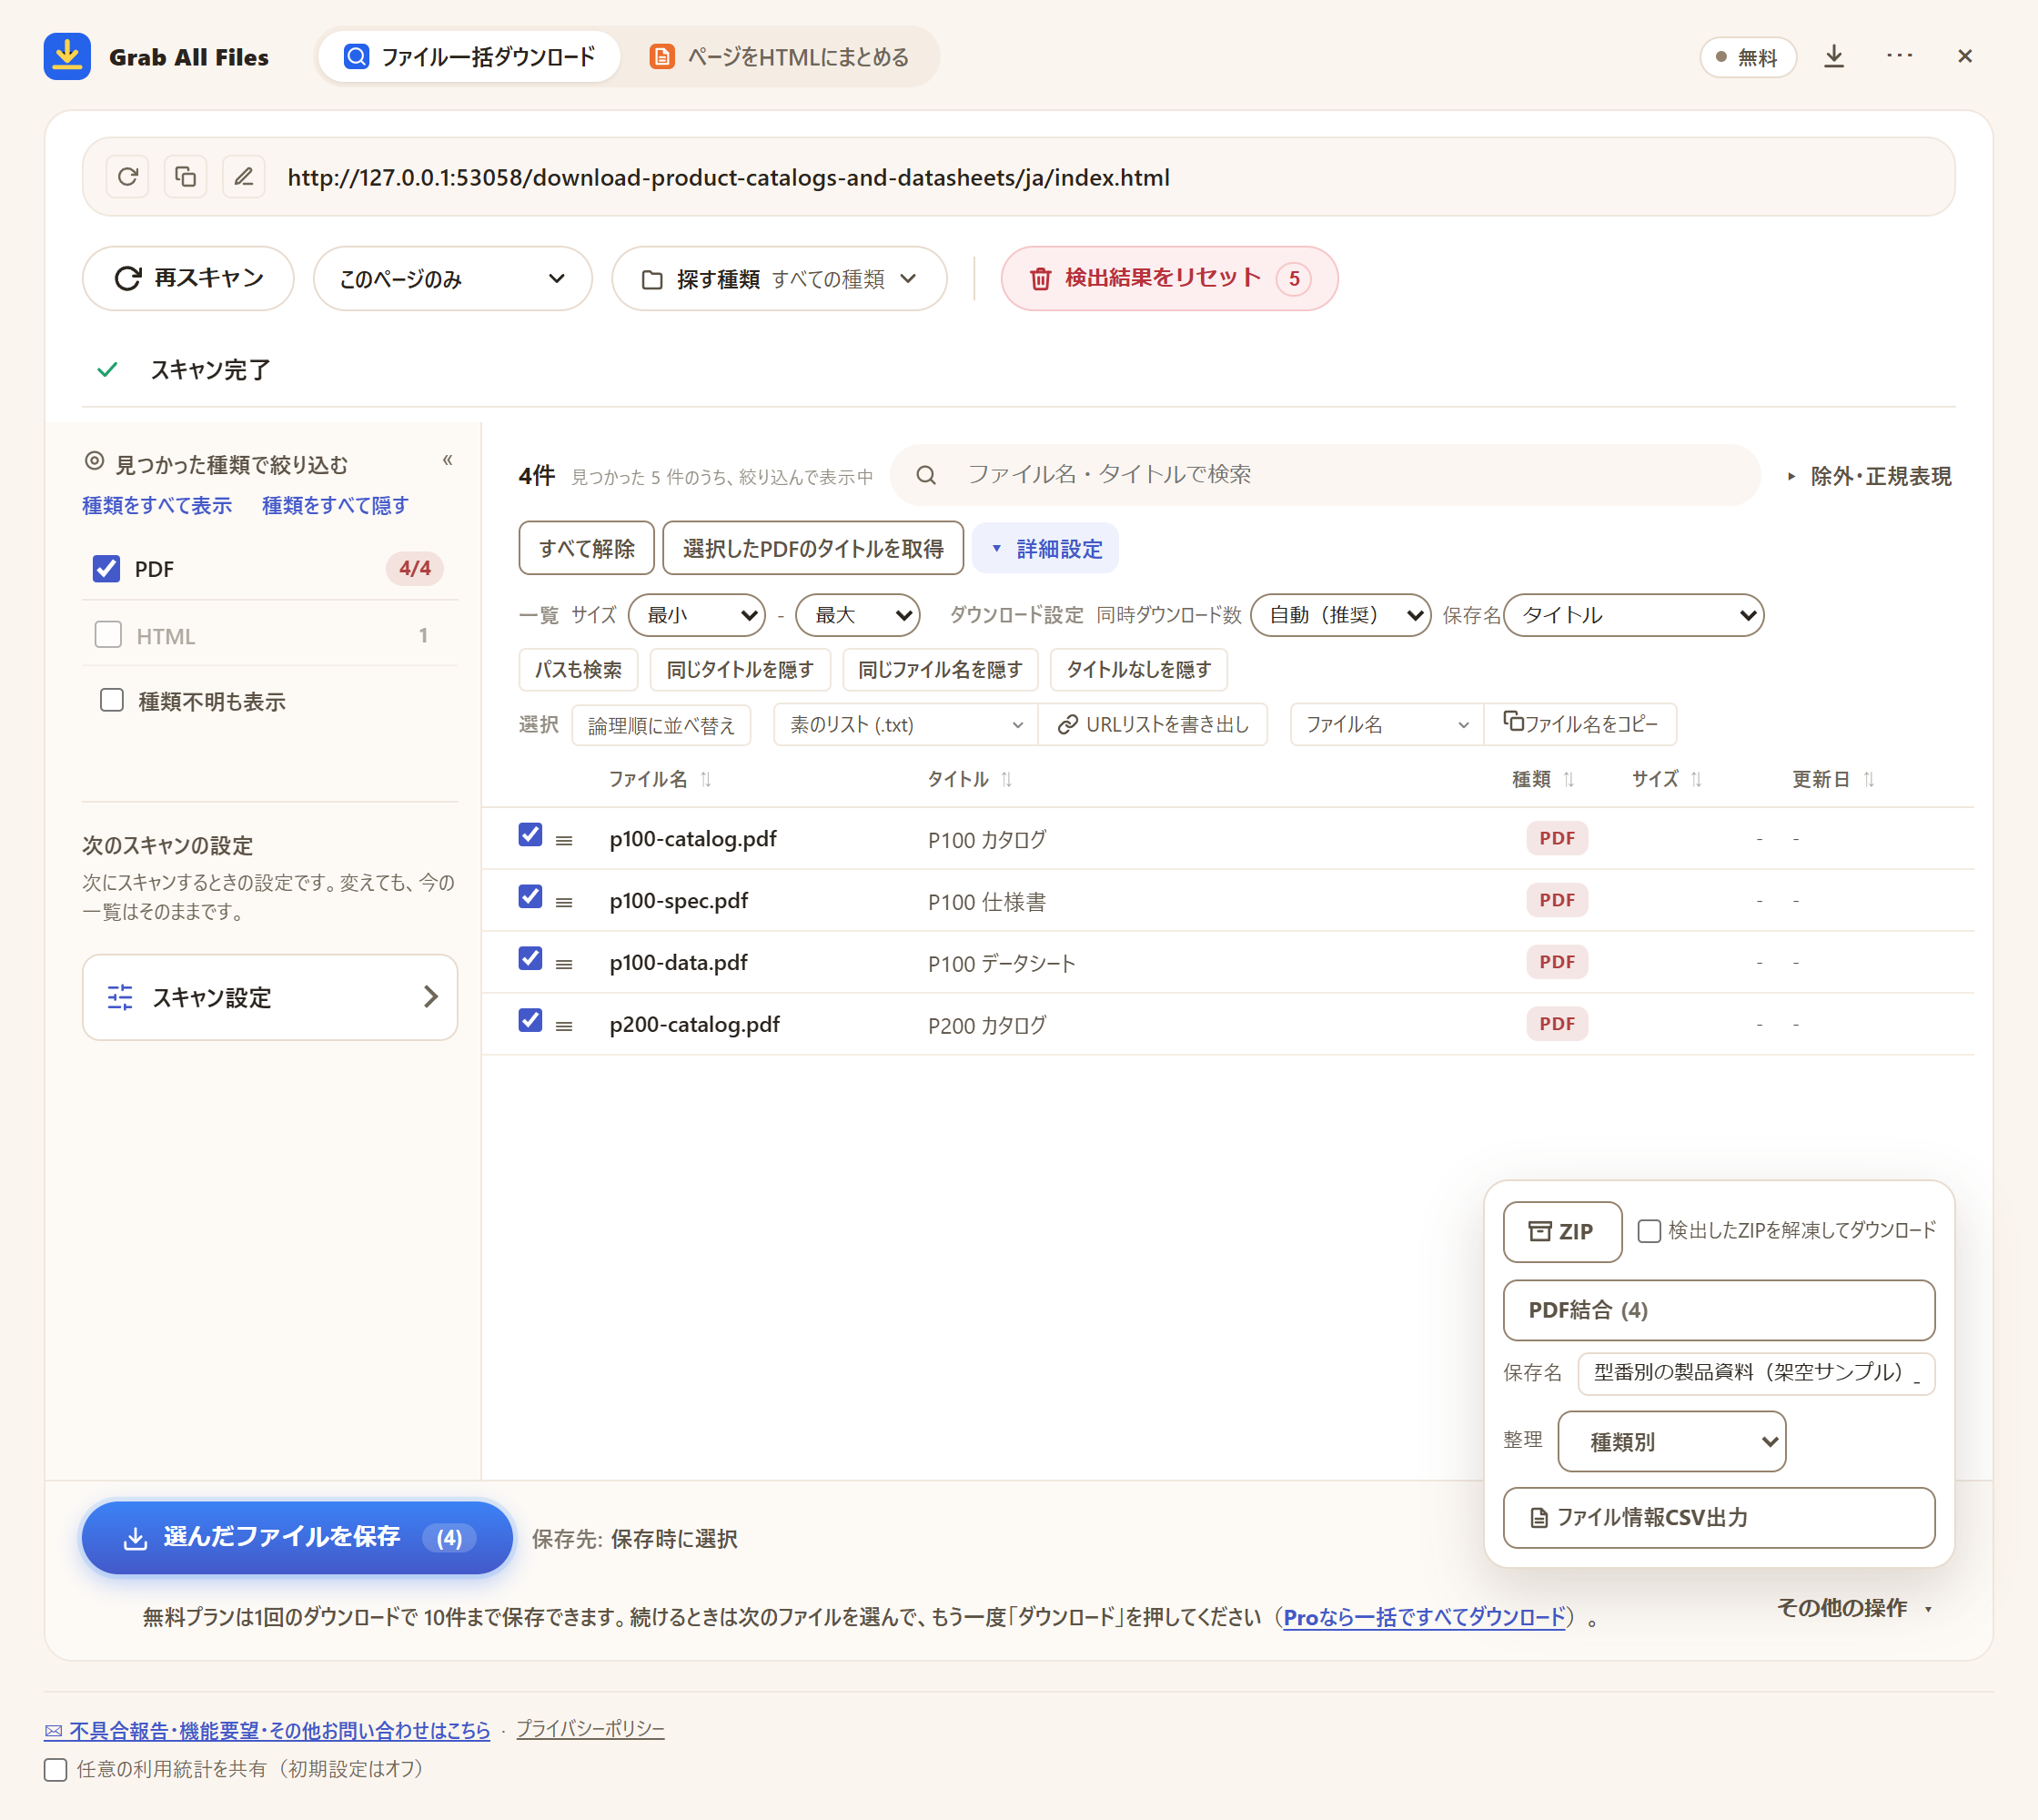 Grab All Files
ファイル一括ダウンロード
ページをHTMLにまとめる
無料
http://127.0.0.1:53058/download-product-catalogs-and-datasheets/ja/index.html
再スキャン
このページのみ
探す種類 すべての種類
検出結果をリセット 5
スキャン完了
見つかった種類で絞り込む «
種類をすべて表示 種類をすべて隠す
PDF 4/4
HTML 1
種類不明も表示
次のスキャンの設定
次にスキャンするときの設定です。変えても、今の
一覧はそのままです。
スキャン設定
4件 見つかった 5 件のうち、絞り込んで表示中
ファイル名・タイトルで検索
除外・正規表現
すべて解除
選択したPDFのタイトルを取得
詳細設定
一覧 サイズ 最小 - 最大 ダウンロード設定 同時ダウンロード数 自動（推奨） 保存名 タイトル
パスも検索 同じタイトルを隠す 同じファイル名を隠す タイトルなしを隠す
選択 論理順に並べ替え 素のリスト (.txt) URLリストを書き出し ファイル名 ファイル名をコピー
ファイル名 タイトル 種類 サイズ 更新日
p100-catalog.pdf P100 カタログ PDF - -
p100-spec.pdf P100 仕様書 PDF - -
p100-data.pdf P100 データシート PDF - -
p200-catalog.pdf P200 カタログ PDF - -
ZIP 検出したZIPを解凍してダウンロード
PDF結合 (4)
保存名 型番別の製品資料（架空サンプル）_
整理 種類別
ファイル情報CSV出力
選んだファイルを保存 (4)
保存先: 保存時に選択
無料プランは1回のダウンロードで 10件まで保存できます。続けるときは次のファイルを選んで、もう一度「ダウンロード」を押してください（Proなら一括ですべてダウンロード）。
その他の操作
不具合報告・機能要望・その他お問い合わせはこちら · プライバシーポリシー
任意の利用統計を共有（初期設定はオフ）